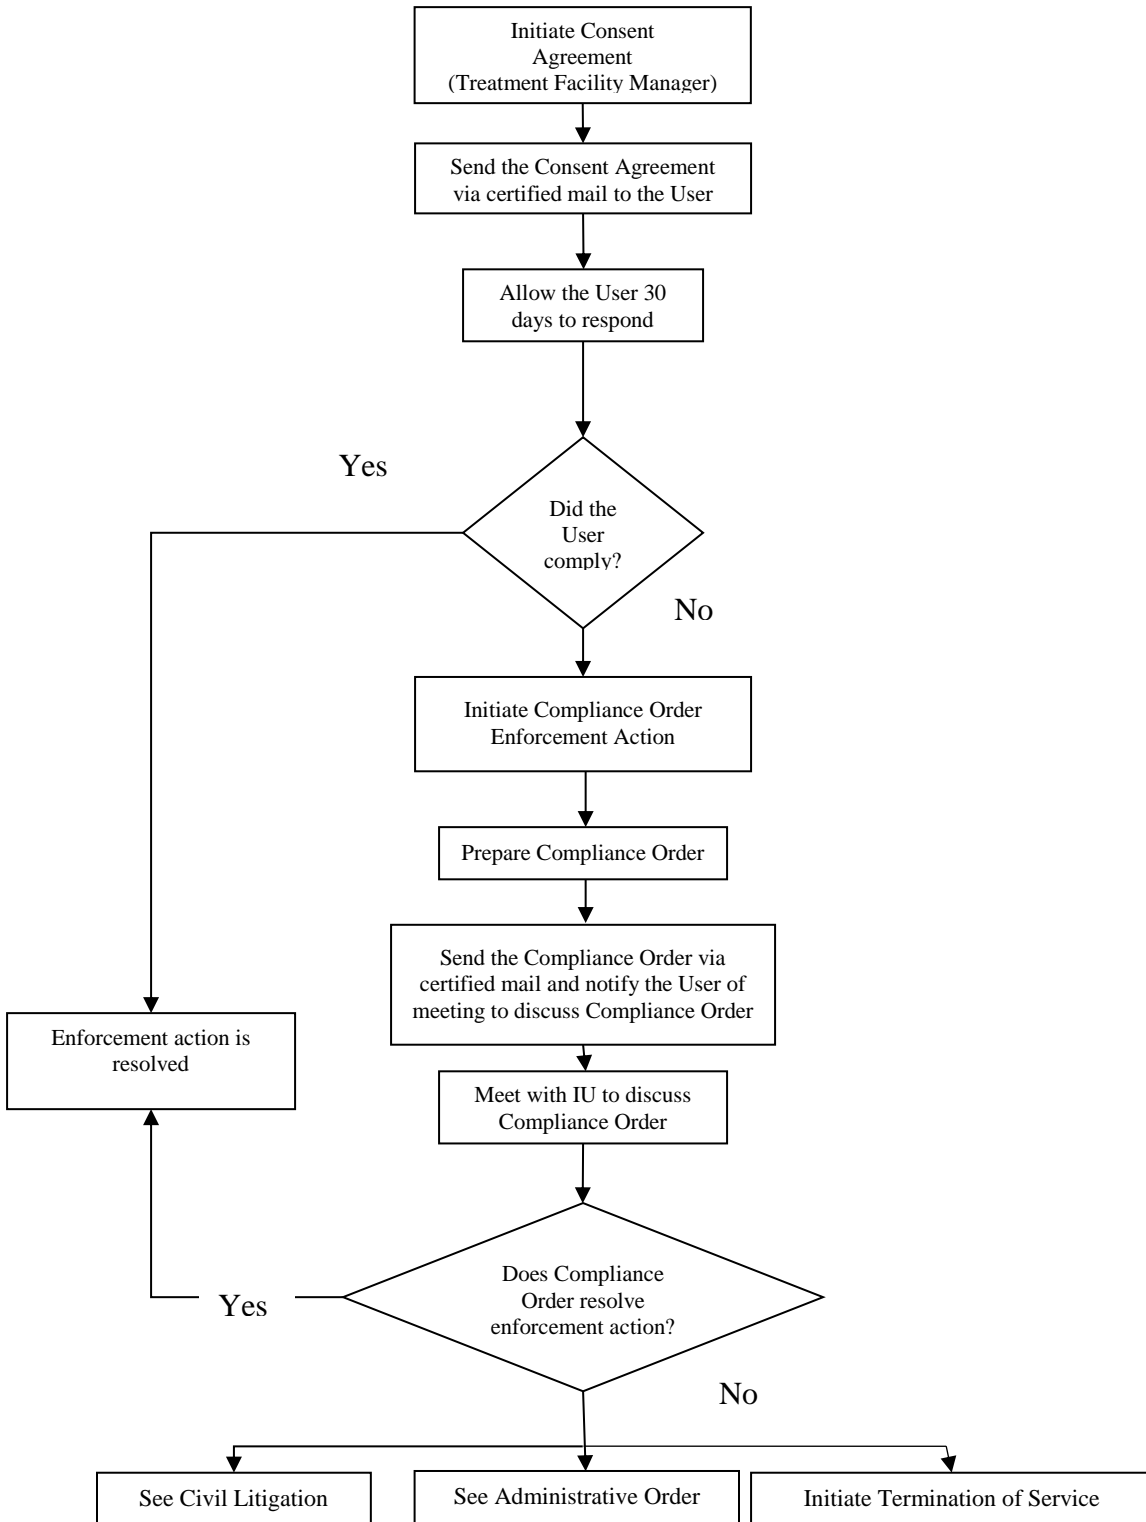 Initiate Consent
Agreement
(Treatment Facility Manager)
Send the Consent Agreement
via certified mail to the User
Allow the User 30
days to respond
Yes
Did the
User
comply?
No
Initiate Compliance Order
Enforcement Action
Prepare Compliance Order
Send the Compliance Order via
certified mail and notify the User of
meeting to discuss Compliance Order
Enforcement action is
resolved
Meet with IU to discuss
Compliance Order
Does Compliance
Order resolve
enforcement action?
Yes
No
See Civil Litigation
See Administrative Order
Initiate Termination of Service